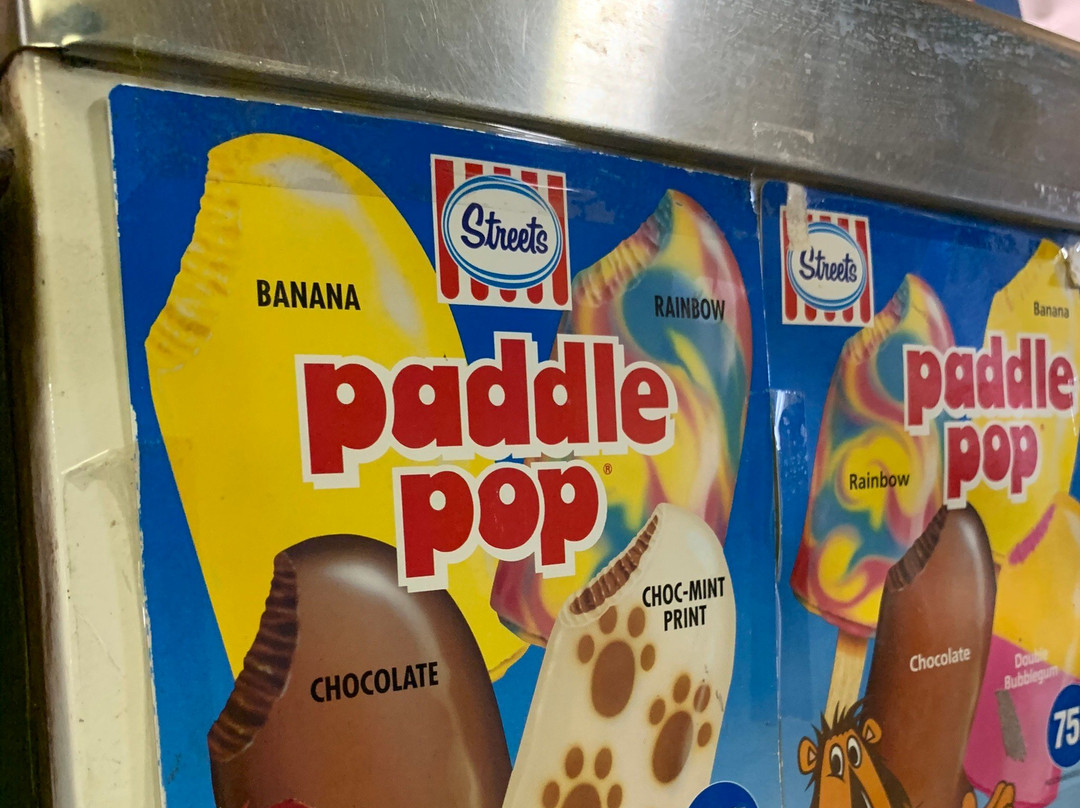 Streets
BANANA
RAINBOW
paddle
pop®
CHOC-MINT
PRINT
CHOCOLATE
Streets
Banana
paddle
pop
Rainbow
Chocolate
Double
Bubblegum
75